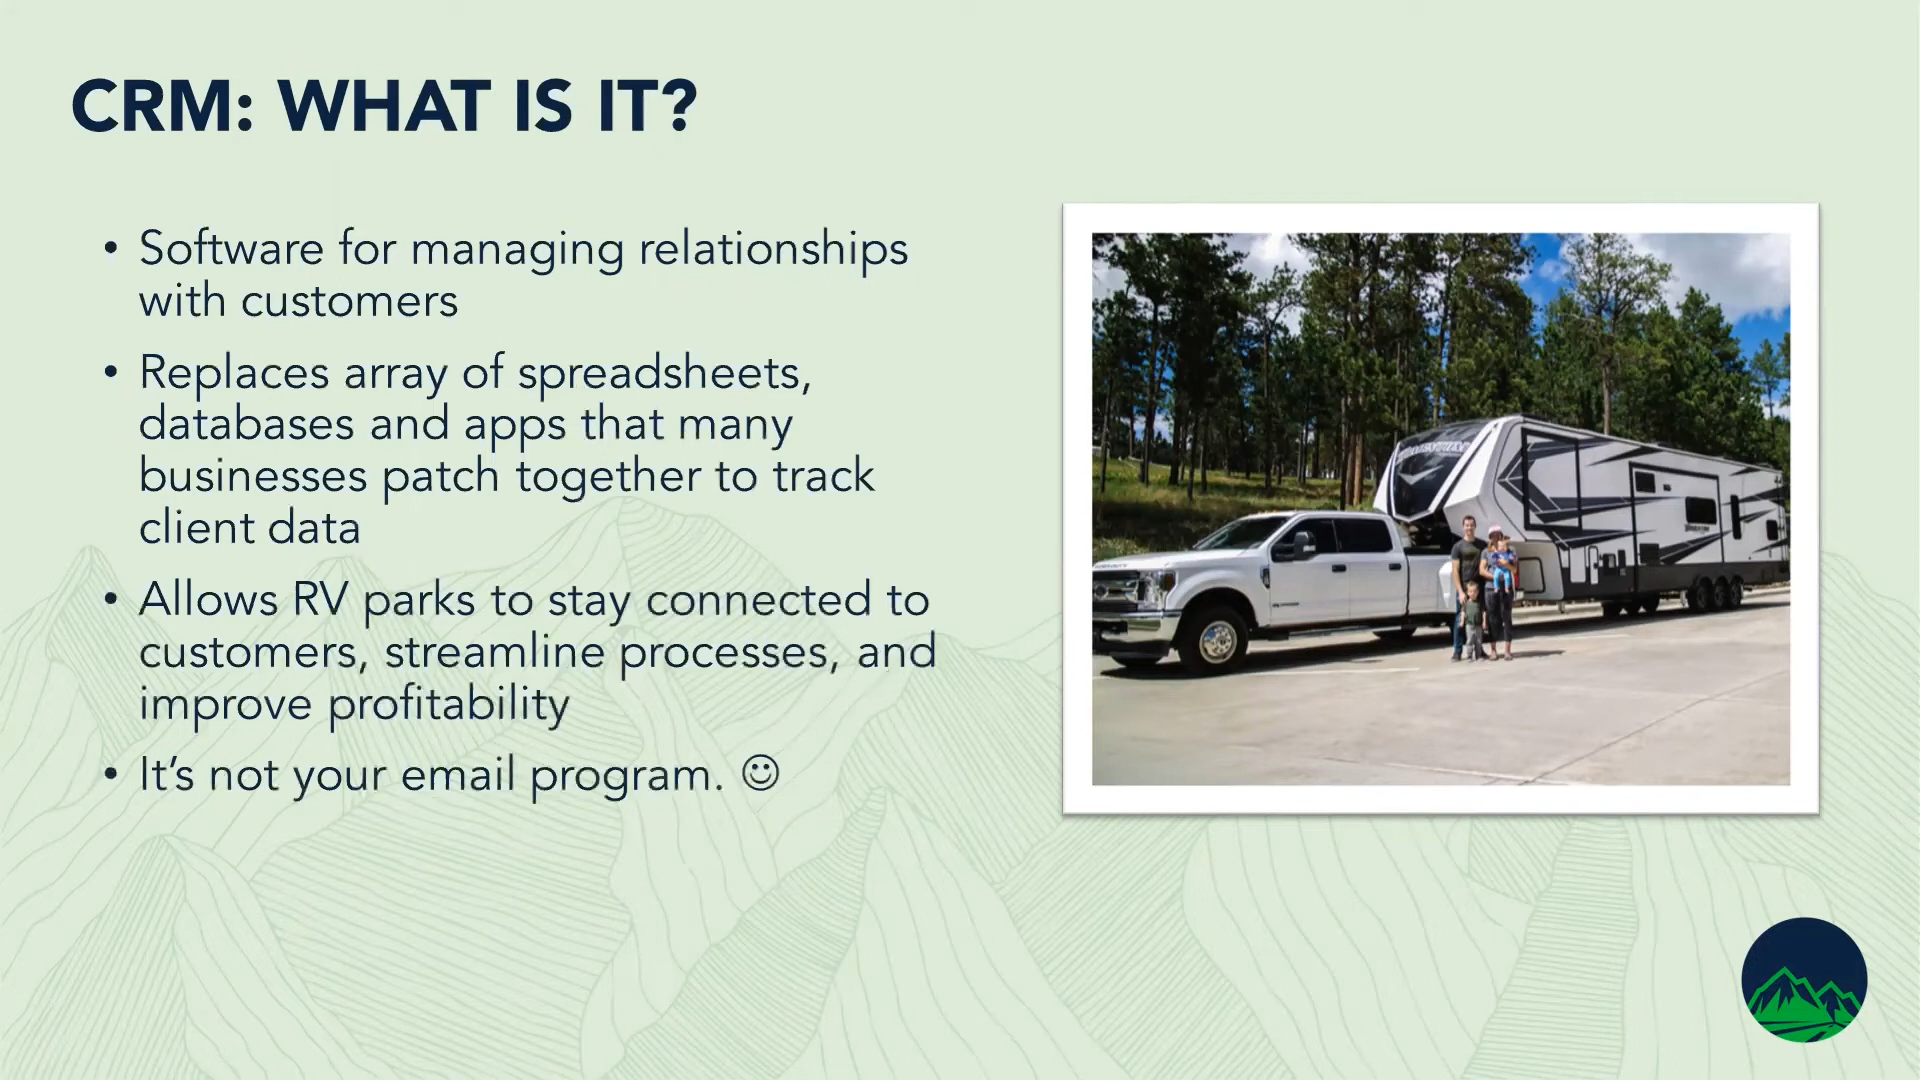 CRM: WHAT IS IT?
• Software for managing relationships
with customers
• Replaces array of spreadsheets,
databases and apps that many
businesses patch together to track
client data
• Allows RV parks to stay connected to
customers, streamline processes, and
improve profitability
• It’s not your email program. ☺